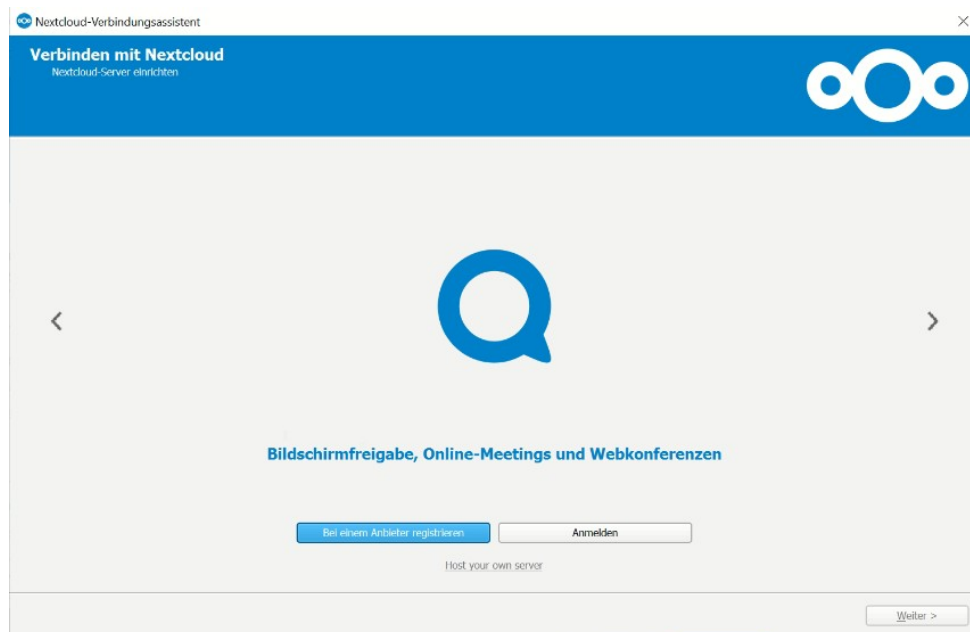 Nextcloud-Verbindungsassistent
Verbinden mit Nextcloud
Nextcloud-Server einrichten
Bildschirmfreigabe, Online-Meetings und Webkonferenzen
Bei einem Anbieter registrieren
Anmelden
Host your own server
Weiter >